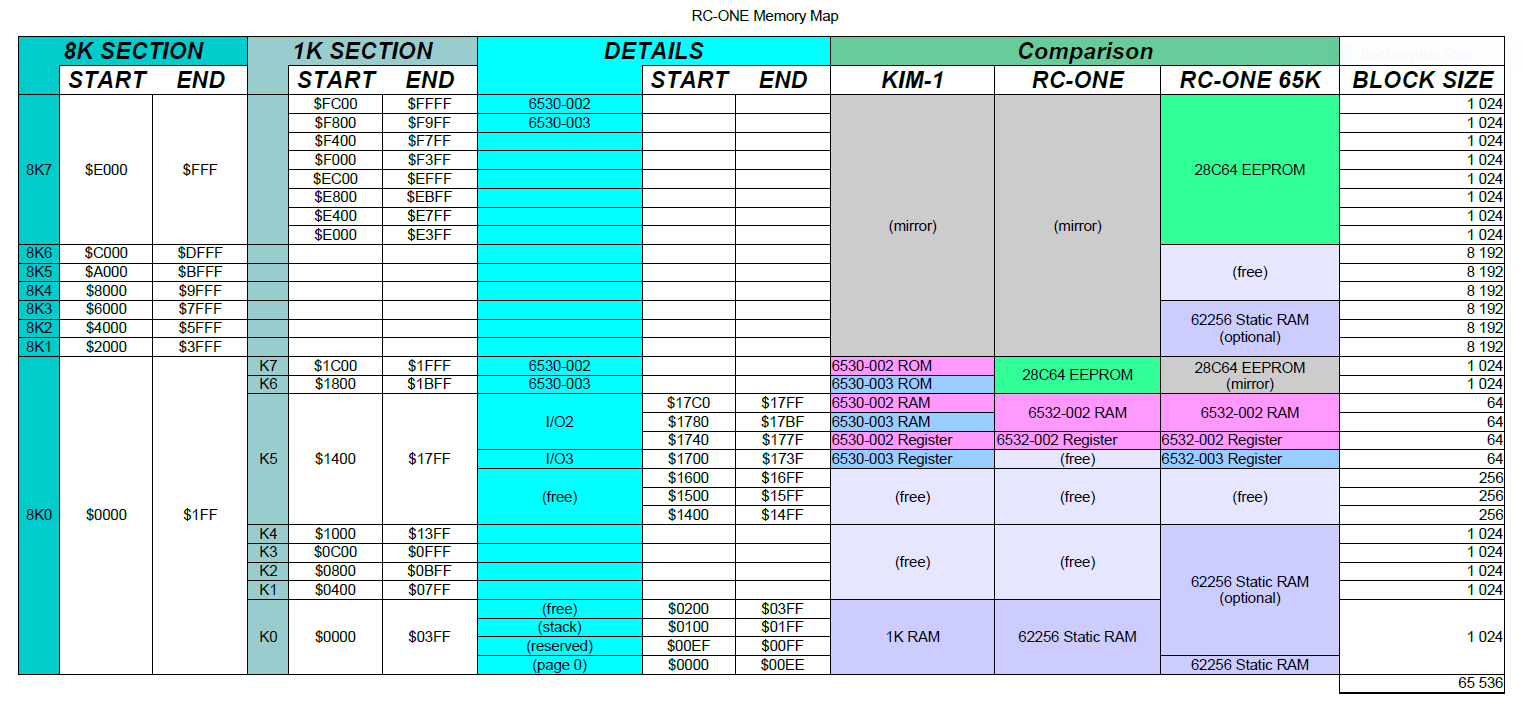 RC-ONE Memory Map
8K SECTION 1K SECTION DETAILS Comparison Rectangular Snip
START END START END START END KIM-1 RC-ONE RC-ONE 65K BLOCK SIZE
$FC00 $FFFF 6530-002 1 024
$F800 $F9FF 6530-003 1 024
$F400 $F7FF 1 024
$F000 $F3FF 1 024
8K7 $E000 $FFF 28C64 EEPROM
$EC00 $EFFF 1 024
$E800 $EBFF 1 024
$E400 $E7FF 1 024
(mirror) (mirror)
$E000 $E3FF 1 024
8K6 $C000 $DFFF 8 192
8K5 $A000 $BFFF (free) 8 192
8K4 $8000 $9FFF 8 192
8K3 $6000 $7FFF 8 192
62256 Static RAM
8K2 $4000 $5FFF 8 192
(optional)
8K1 $2000 $3FFF 8 192
K7 $1C00 $1FFF 6530-002 6530-002 ROM 28C64 EEPROM 1 024
28C64 EEPROM
K6 $1800 $1BFF 6530-003 6530-003 ROM (mirror) 1 024
$17C0 $17FF 6530-002 RAM 64
6532-002 RAM 6532-002 RAM
I/O2 $1780 $17BF 6530-003 RAM 64
$1740 $177F 6530-002 Register 6532-002 Register 6532-002 Register 64
K5 $1400 $17FF I/O3 $1700 $173F 6530-003 Register (free) 6532-003 Register 64
$1600 $16FF 256
(free) $1500 $15FF (free) (free) (free) 256
8K0 $0000 $1FF $1400 $14FF 256
K4 $1000 $13FF 1 024
K3 $0C00 $0FFF 1 024
(free) (free)
K2 $0800 $0BFF 1 024
62256 Static RAM
K1 $0400 $07FF 1 024
(optional)
(free) $0200 $03FF
(stack) $0100 $01FF
K0 $0000 $03FF 1K RAM 62256 Static RAM 1 024
(reserved) $00EF $00FF
(page 0) $0000 $00EE 62256 Static RAM
65 536